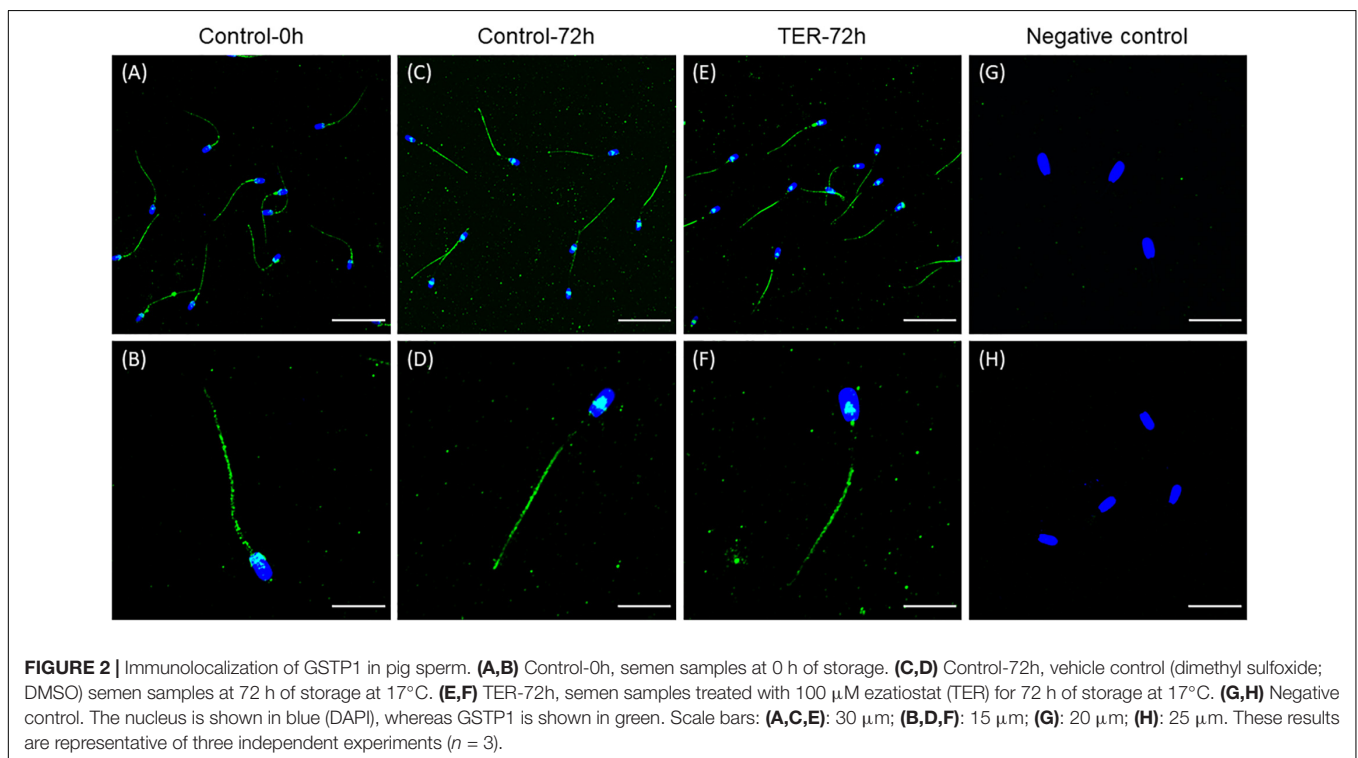 Control-0h Control-72h TER-72h Negative control
(A) (C) (E) (G)
(B) (D) (F) (H)
FIGURE 2 | Immunolocalization of GSTP1 in pig sperm. (A,B) Control-0h, semen samples at 0 h of storage. (C,D) Control-72h, vehicle control (dimethyl sulfoxide;
DMSO) semen samples at 72 h of storage at 17°C. (E,F) TER-72h, semen samples treated with 100 μM ezatiostat (TER) for 72 h of storage at 17°C. (G,H) Negative
control. The nucleus is shown in blue (DAPI), whereas GSTP1 is shown in green. Scale bars: (A,C,E): 30 μm; (B,D,F): 15 μm; (G): 20 μm; (H): 25 μm. These results
are representative of three independent experiments (n = 3).